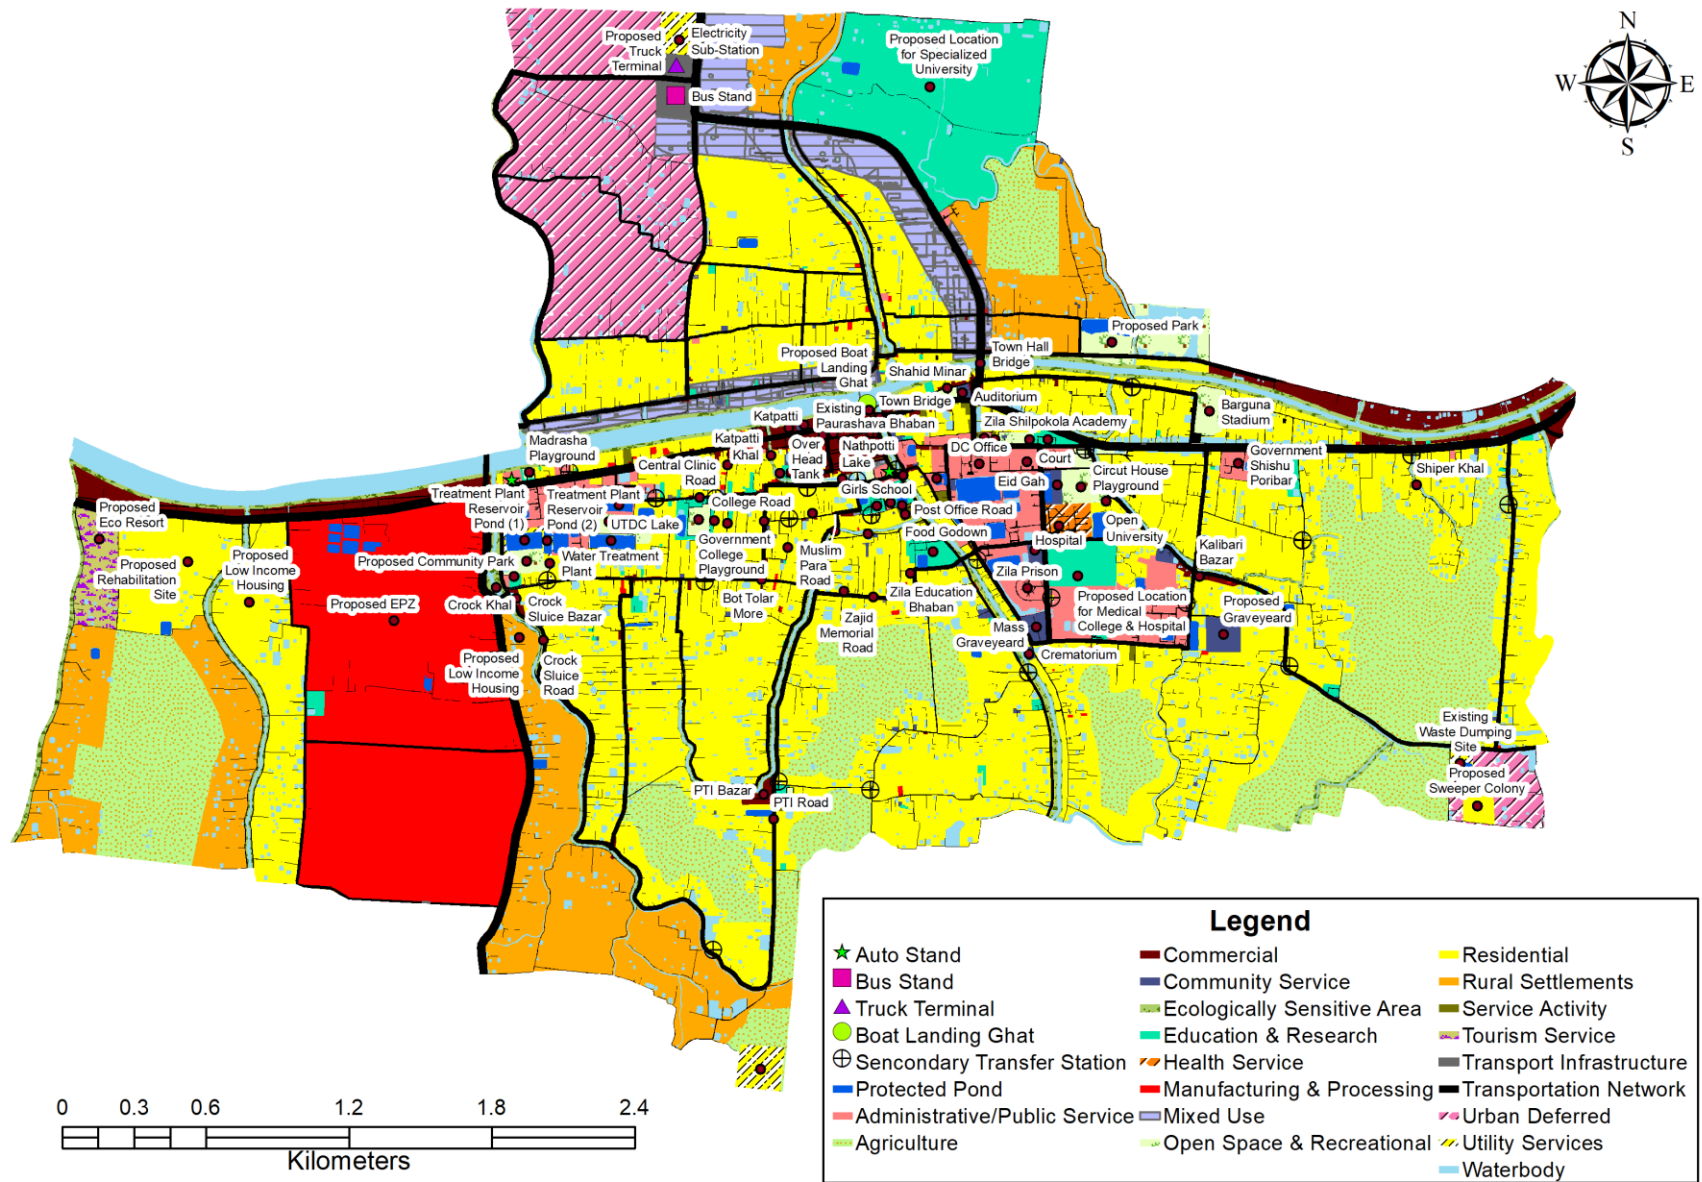 N
W
E
S
Proposed
Truck
Terminal
Electricity
Sub-Station
Bus Stand
Proposed Location
for Specialized
University
Proposed Park
Town Hall
Bridge
Proposed Boat
Landing
Ghat
Shahid Minar
Town Bridge
Auditorium
Existing
Paurashava Bhaban
Katpatti
Zila Shilpokola Academy
Barguna
Stadium
Madrasha
Playground
Katpatti
Khal
Over
Head
Tank
Nathpotti
Lake
DC Office
Court
Central Clinic
Road
Circut House
Playground
Government
Shishu
Poribar
Shiper Khal
Eid Gah
Girls School
Treatment Plant
Reservoir
Pond (1)
Treatment Plant
Reservoir
Pond (2)
UTDC Lake
College Road
Post Office Road
Open
University
Proposed
Eco Resort
Food Godown
Hospital
Government
College
Playground
Muslim
Para
Road
Kalibari
Bazar
Proposed
Rehabilitation
Site
Proposed
Low Income
Housing
Proposed Community Park
Water Treatment
Plant
Zila Prison
Proposed EPZ
Crock Khal
Crock
Sluice Bazar
Bot Tolar
More
Zajid
Memorial
Road
Zila Education
Bhaban
Proposed Location
for Medical
College & Hospital
Proposed
Graveyeard
Mass
Graveyeard
Crematorium
Proposed
Low Income
Housing
Crock
Sluice
Road
Existing
Waste Dumping
Site
Proposed
Sweeper Colony
PTI Bazar
PTI Road
Legend
Auto Stand
Bus Stand
Truck Terminal
Boat Landing Ghat
Sencondary Transfer Station
Protected Pond
Administrative/Public Service
Agriculture
Commercial
Community Service
Ecologically Sensitive Area
Education & Research
Health Service
Manufacturing & Processing
Mixed Use
Open Space & Recreational
Residential
Rural Settlements
Service Activity
Tourism Service
Transport Infrastructure
Transportation Network
Urban Deferred
Utility Services
Waterbody
0 0.3 0.6 1.2 1.8 2.4
Kilometers